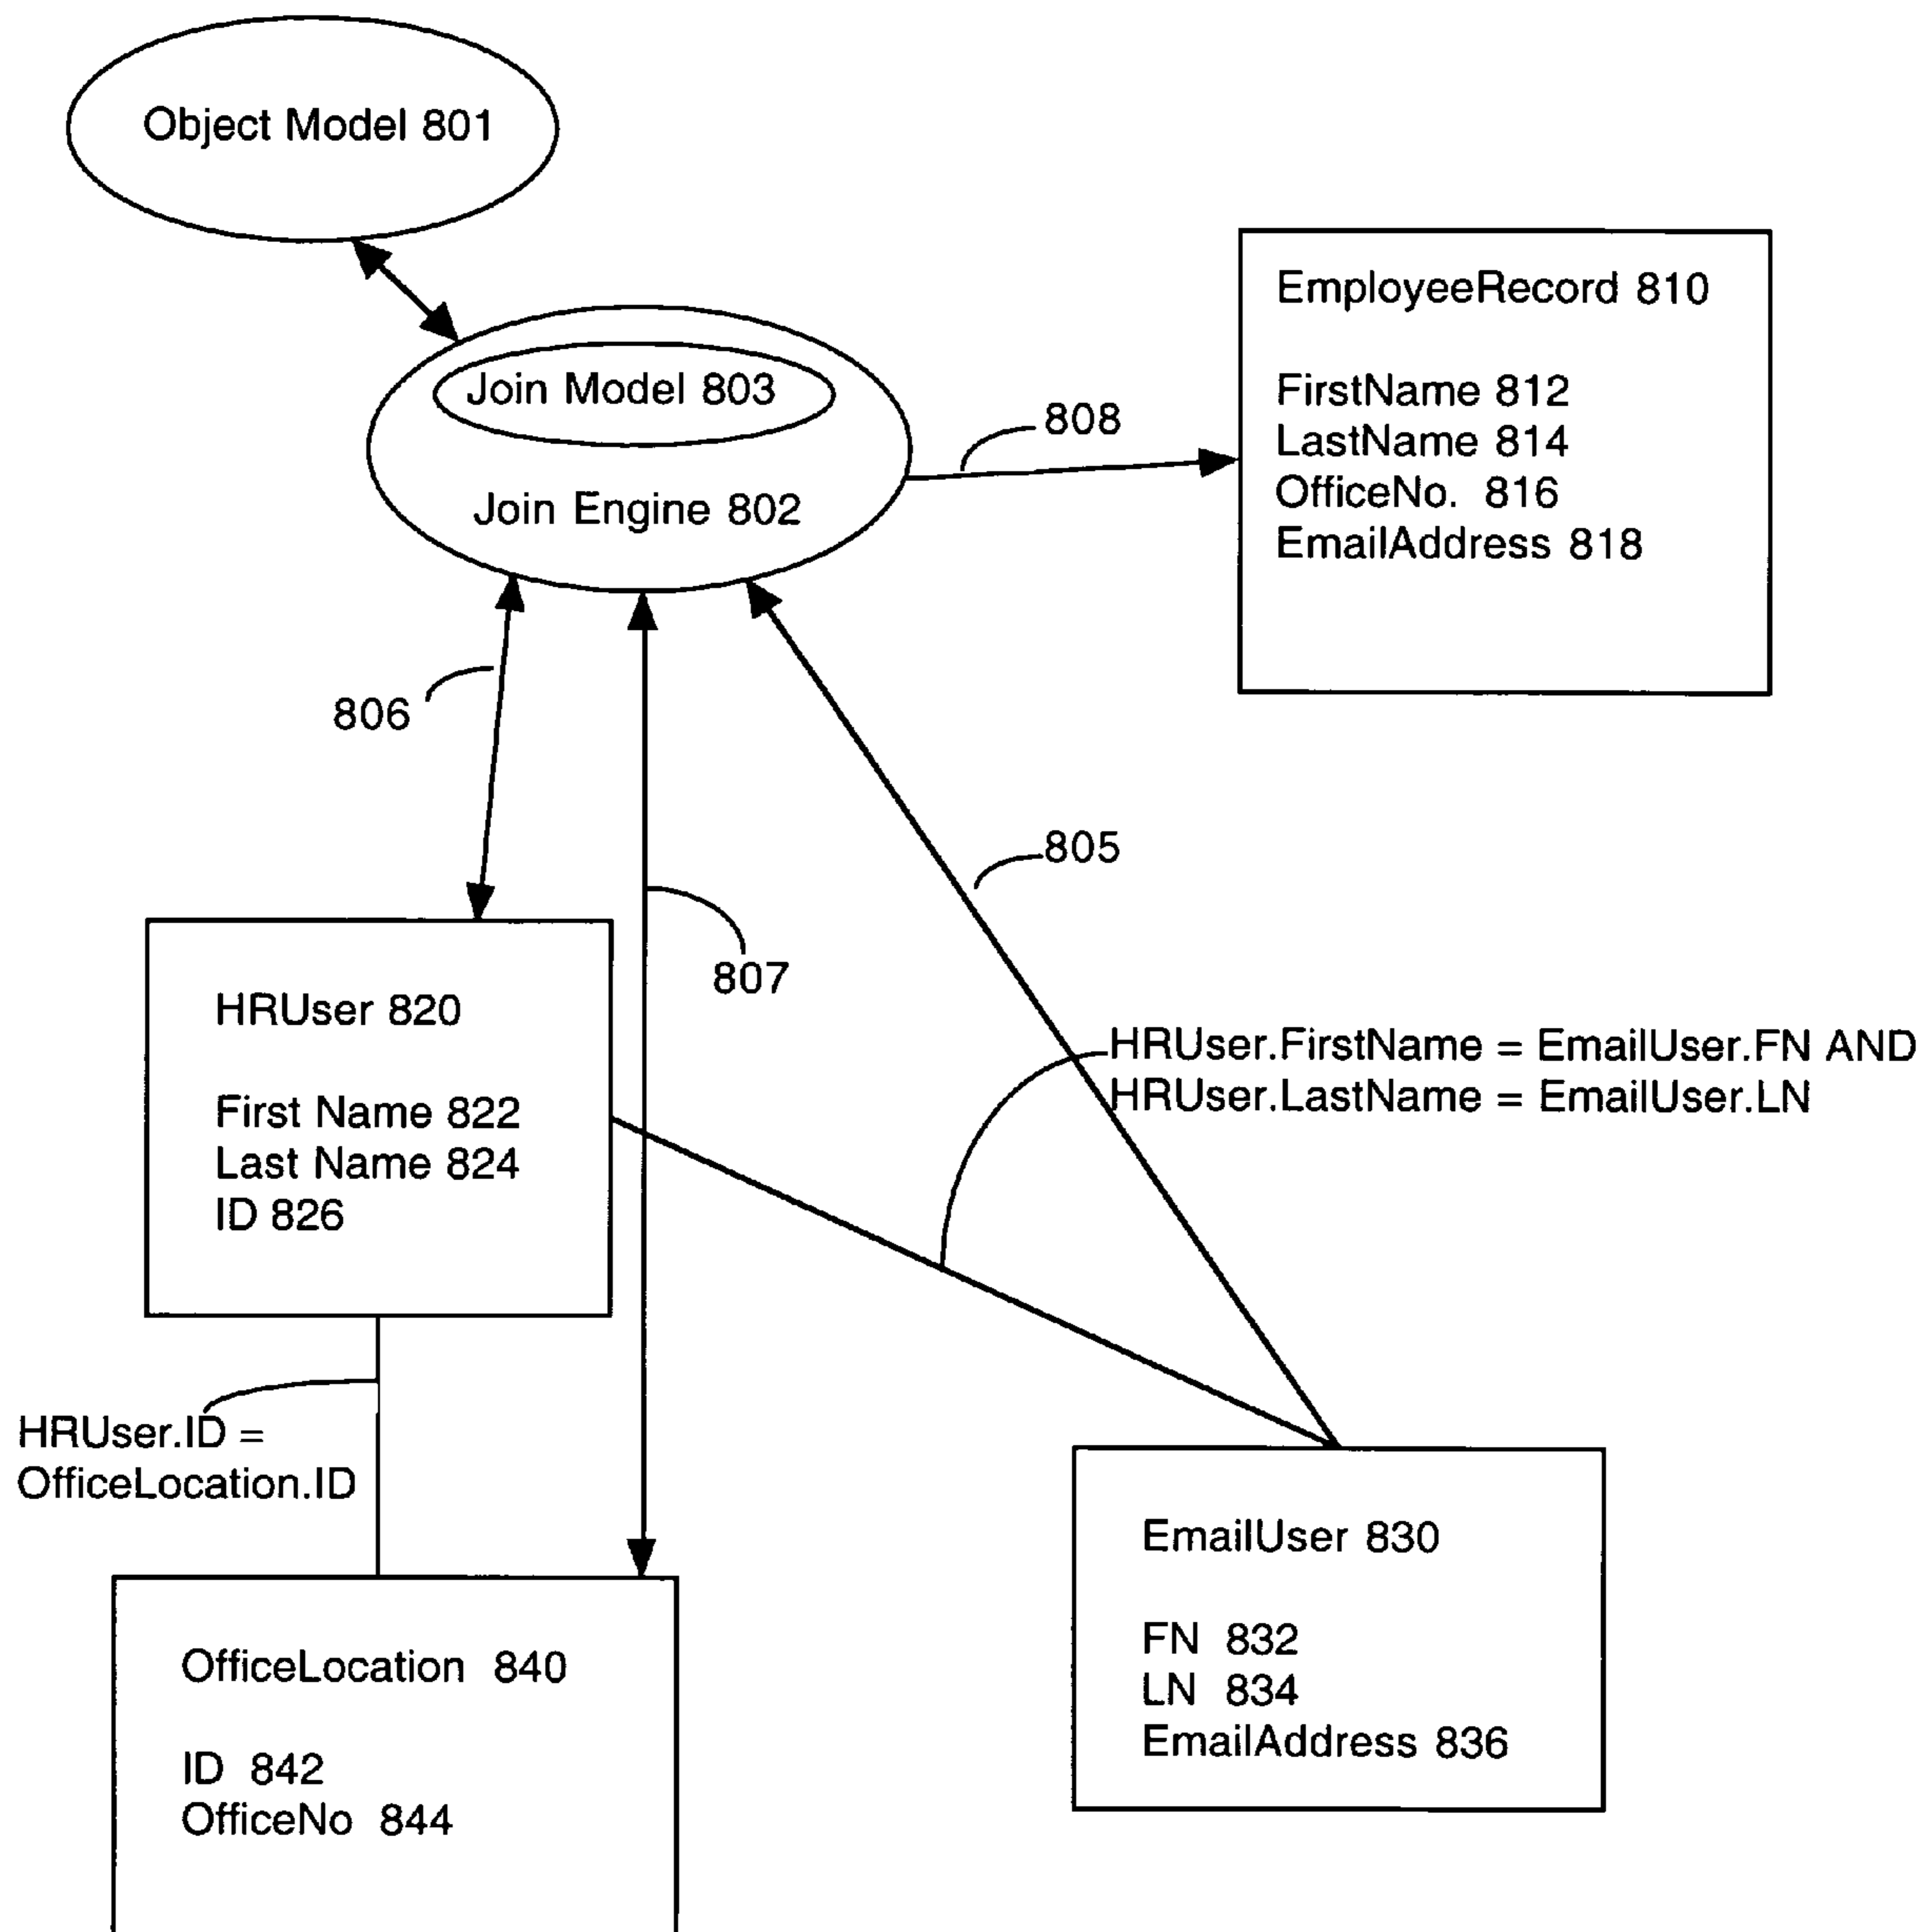 Object Model 801
Join Model 803
Join Engine 802
808
EmployeeRecord 810
FirstName 812
LastName 814
OfficeNo. 816
EmailAddress 818
806
807
805
HRUser 820
First Name 822
Last Name 824
ID 826
HRUser.FirstName = EmailUser.FN AND
HRUser.LastName = EmailUser.LN
HRUser.ID =
OfficeLocation.ID
EmailUser 830
FN 832
LN 834
EmailAddress 836
OfficeLocation 840
ID 842
OfficeNo 844